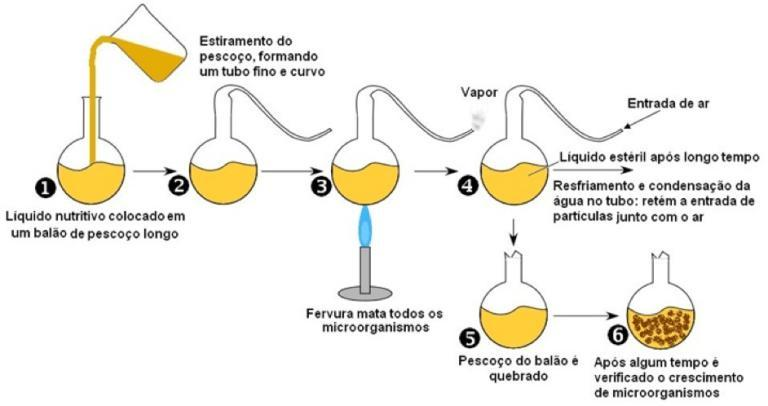 Estiramento do
pescoço, formando
um tubo fino e curvo
Vapor
Entrada de ar
1
2
3
4
Líquido estéril após longo tempo
Resfriamento e condensação da
água no tubo: retém a entrada de
partículas junto com o ar
Líquido nutritivo colocado em
um balão de pescoço longo
Fervura mata todos os
microorganismos
5
6
Pescoço do balão é
quebrado
Após algum tempo é
verificado o crescimento
de microorganismos